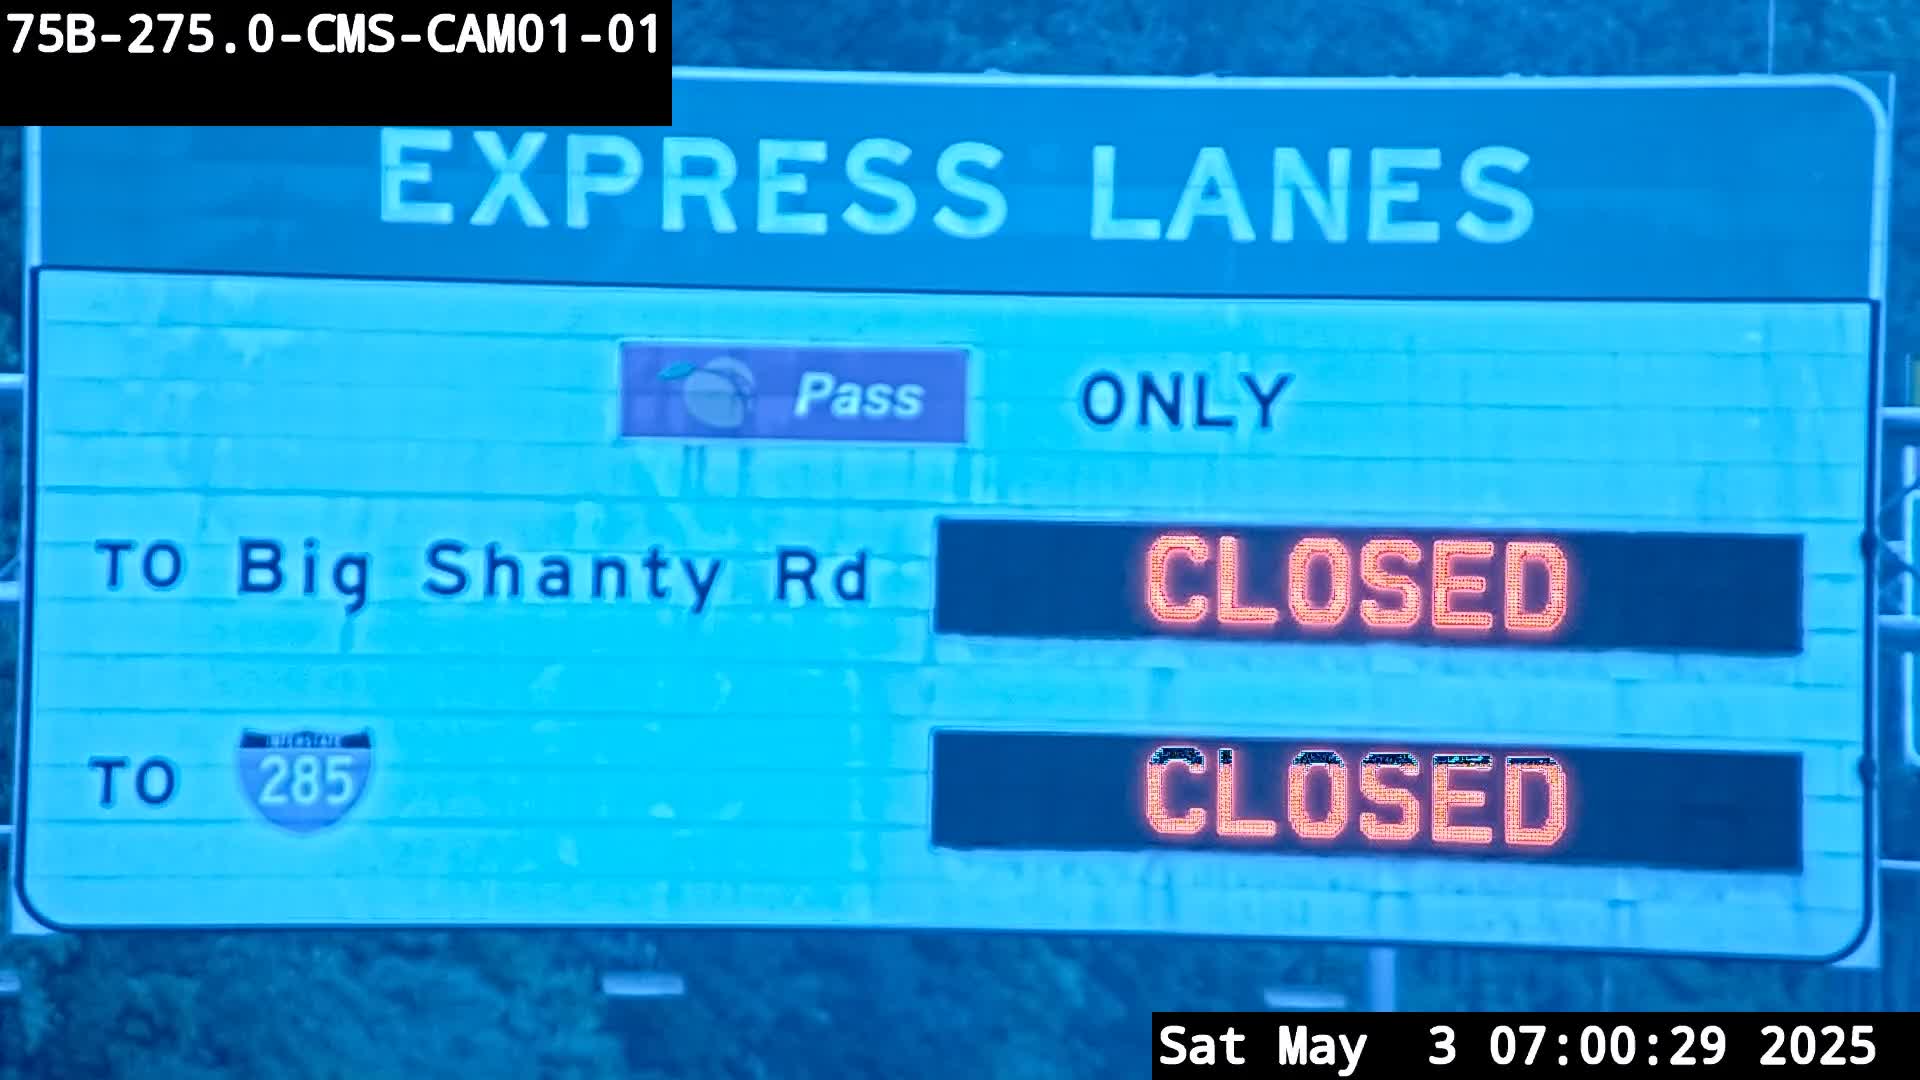 75B-275.0-CMS-CAM01-01
EXPRESS LANES
Pass ONLY
TO Big Shanty Rd CLOSED
TO INTERSTATE 285 CLOSED
Sat May 3 07:00:29 2025